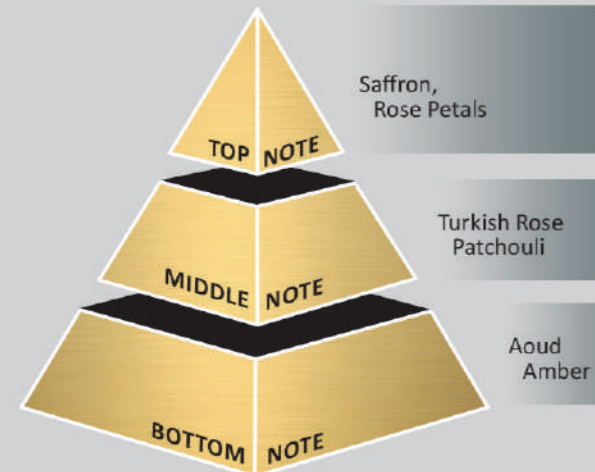 Saffron,
Rose Petals
TOP NOTE
Turkish Rose
Patchouli
MIDDLE NOTE
Aoud
Amber
BOTTOM NOTE